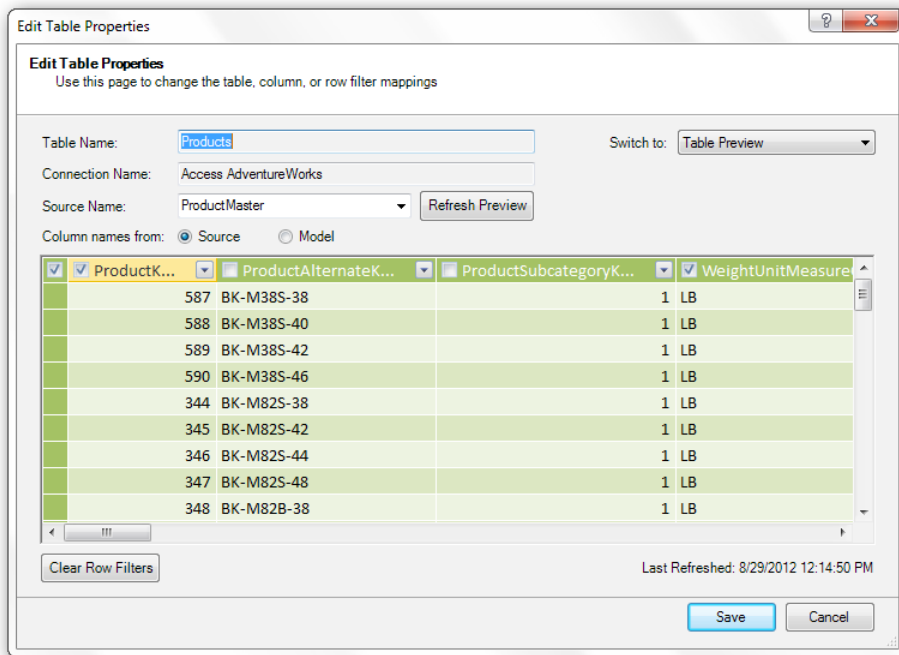 Edit Table Properties
Edit Table Properties
Use this page to change the table, column, or row filter mappings
Table Name: Products Switch to: Table Preview
Connection Name: Access AdventureWorks
Source Name: ProductMaster Refresh Preview
Column names from: Source Model
ProductK... ProductAlternateK... ProductSubcategoryK... WeightUnitMeasure
587 BK-M38S-38 1 LB
588 BK-M38S-40 1 LB
589 BK-M38S-42 1 LB
590 BK-M38S-46 1 LB
344 BK-M82S-38 1 LB
345 BK-M82S-42 1 LB
346 BK-M82S-44 1 LB
347 BK-M82S-48 1 LB
348 BK-M82B-38 1 LB
Clear Row Filters Last Refreshed: 8/29/2012 12:14:50 PM
Save Cancel